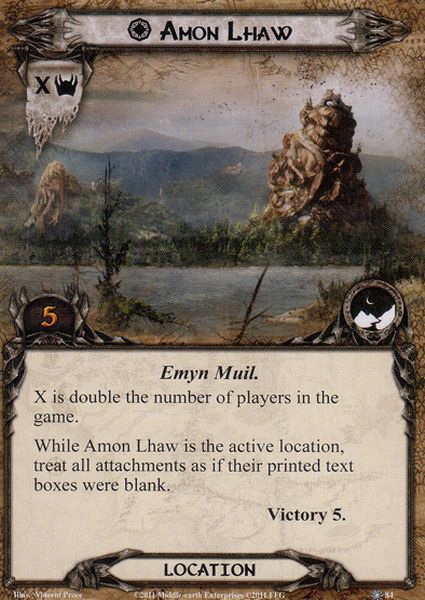 Amon Lhaw
X
5
Emyn Muil.
X is double the number of players in the
game.
While Amon Lhaw is the active location,
treat all attachments as if their printed text
boxes were blank.
Victory 5.
LOCATION
Illus. Vincent Proce ©2011 Middle-earth Enterprises ©2011 FFG 84